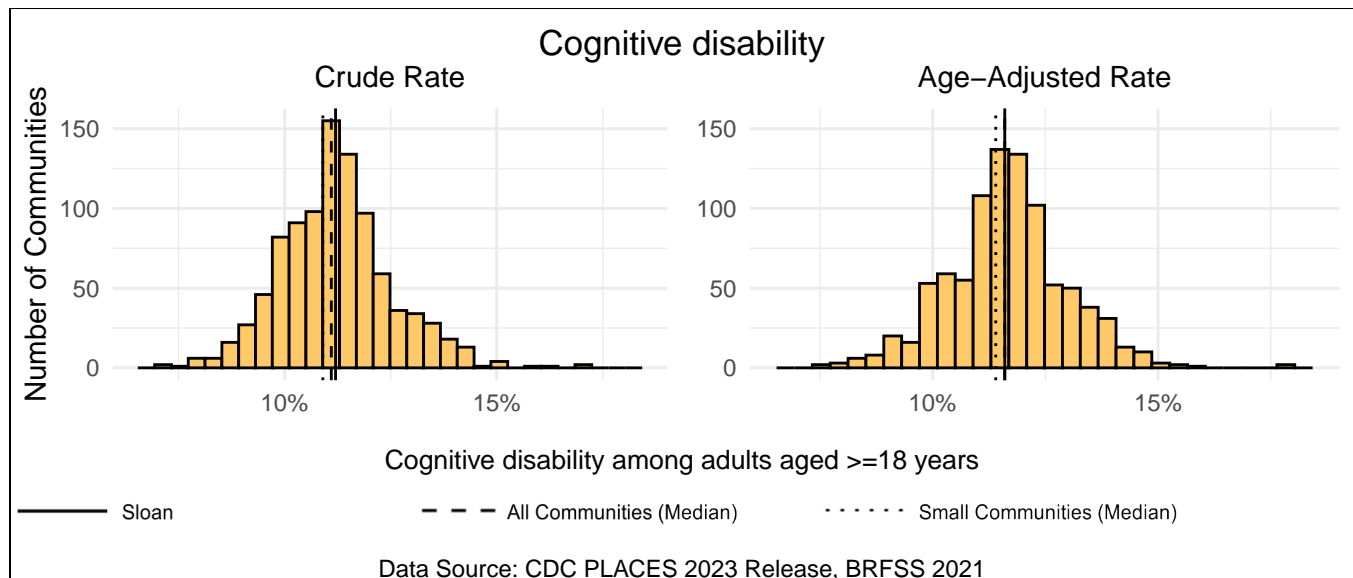 Cognitive disability
Crude Rate
Age−Adjusted Rate
Number of Communities
150
100
50
0
10%
15%
150
100
50
0
10%
15%
Cognitive disability among adults aged >=18 years
Sloan
All Communities (Median)
Small Communities (Median)
Data Source: CDC PLACES 2023 Release, BRFSS 2021